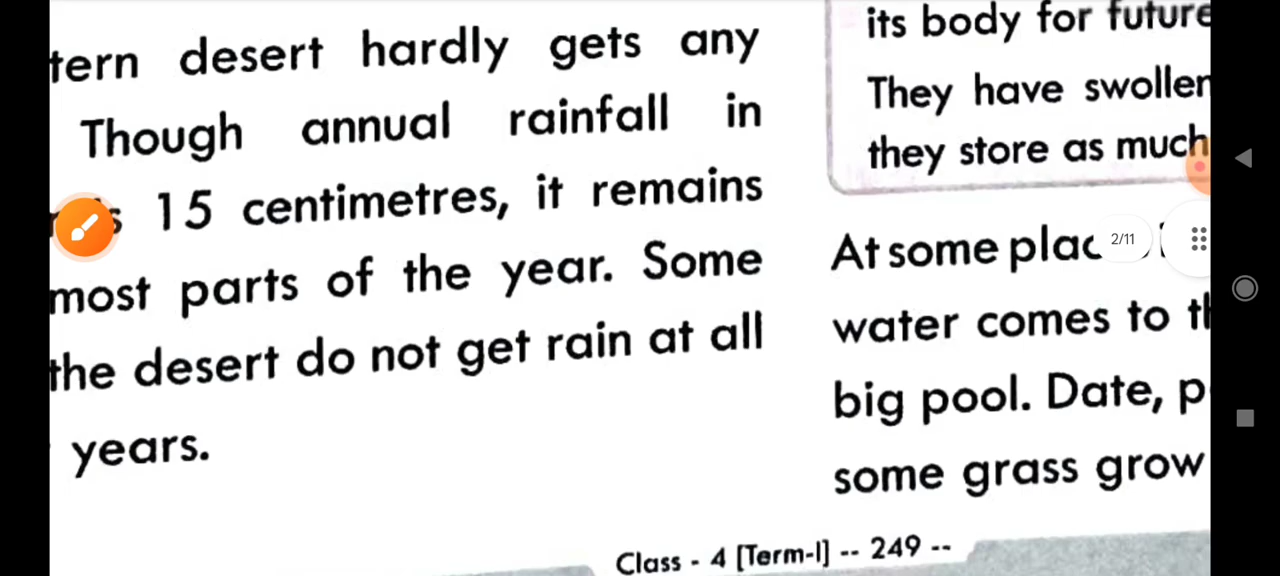 tern desert hardly gets any
Though annual rainfall in
15 centimetres, it remains
most parts of the year. Some
the desert do not get rain at all
years.
its body for future
They have swollen
they store as much
At some
water comes to
big pool. Date,
some grass grow
Class - 4 [Term-I] -- 249 --
2/11